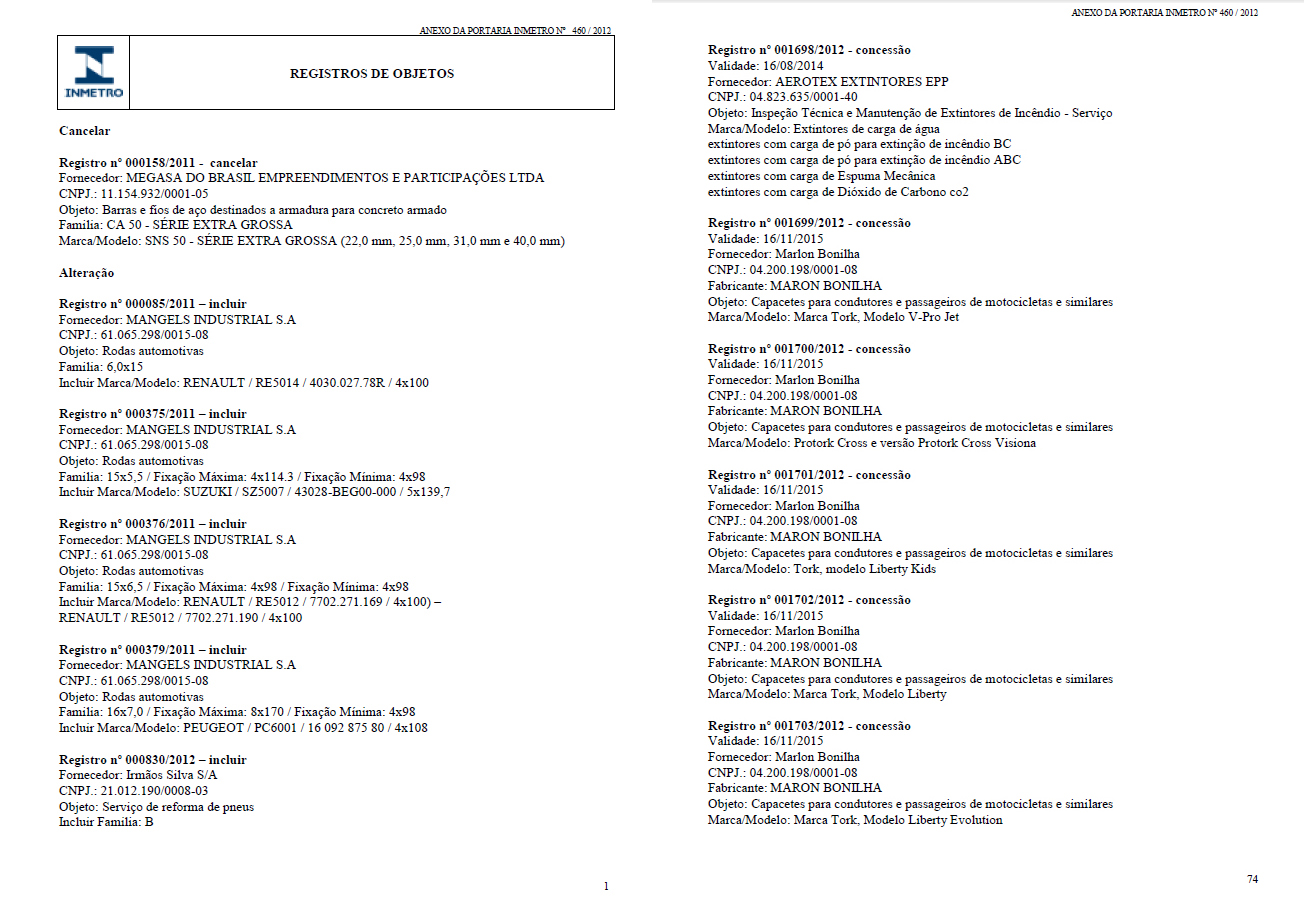 ANEXO DA PORTARIA INMETRO Nº 460 / 2012
INMETRO
REGISTROS DE OBJETOS
Cancelar
Registro nº 000158/2011 - cancelar
Fornecedor: MEGASA DO BRASIL EMPREENDIMENTOS E PARTICIPAÇÕES LTDA
CNPJ.: 11.154.932/0001-05
Objeto: Barras e fios de aço destinados a armadura para concreto armado
Família: CA 50 - SÉRIE EXTRA GROSSA
Marca/Modelo: SNS 50 - SÉRIE EXTRA GROSSA (22,0 mm, 25,0 mm, 31,0 mm e 40,0 mm)
Alteração
Registro nº 000085/2011 – incluir
Fornecedor: MANGELS INDUSTRIAL S.A
CNPJ.: 61.065.298/0015-08
Objeto: Rodas automotivas
Família: 6,0x15
Incluir Marca/Modelo: RENAULT / RE5014 / 4030.027.78R / 4x100
Registro nº 000375/2011 – incluir
Fornecedor: MANGELS INDUSTRIAL S.A
CNPJ.: 61.065.298/0015-08
Objeto: Rodas automotivas
Família: 15x5,5 / Fixação Máxima: 4x114.3 / Fixação Mínima: 4x98
Incluir Marca/Modelo: SUZUKI / SZ5007 / 43028-BEG00-000 / 5x139,7
Registro nº 000376/2011 – incluir
Fornecedor: MANGELS INDUSTRIAL S.A
CNPJ.: 61.065.298/0015-08
Objeto: Rodas automotivas
Família: 15x6,5 / Fixação Máxima: 4x98 / Fixação Mínima: 4x98
Incluir Marca/Modelo: RENAULT / RE5012 / 7702.271.169 / 4x100) –
RENAULT / RE5012 / 7702.271.190 / 4x100
Registro nº 000379/2011 – incluir
Fornecedor: MANGELS INDUSTRIAL S.A
CNPJ.: 61.065.298/0015-08
Objeto: Rodas automotivas
Família: 16x7,0 / Fixação Máxima: 8x170 / Fixação Mínima: 4x98
Incluir Marca/Modelo: PEUGEOT / PC6001 / 16 092 875 80 / 4x108
Registro nº 000830/2012 – incluir
Fornecedor: Irmãos Silva S/A
CNPJ.: 21.012.190/0008-03
Objeto: Serviço de reforma de pneus
Incluir Família: B
1
ANEXO DA PORTARIA INMETRO Nº 460 / 2012
Registro nº 001698/2012 - concessão
Validade: 16/08/2014
Fornecedor: AEROTEX EXTINTORES EPP
CNPJ.: 04.823.635/0001-40
Objeto: Inspeção Técnica e Manutenção de Extintores de Incêndio - Serviço
Marca/Modelo: Extintores de carga de água
extintores com carga de pó para extinção de incêndio BC
extintores com carga de pó para extinção de incêndio ABC
extintores com carga de Espuma Mecânica
extintores com carga de Dióxido de Carbono co2
Registro nº 001699/2012 - concessão
Validade: 16/11/2015
Fornecedor: Marlon Bonilha
CNPJ.: 04.200.198/0001-08
Fabricante: MARON BONILHA
Objeto: Capacetes para condutores e passageiros de motocicletas e similares
Marca/Modelo: Marca Tork, Modelo V-Pro Jet
Registro nº 001700/2012 - concessão
Validade: 16/11/2015
Fornecedor: Marlon Bonilha
CNPJ.: 04.200.198/0001-08
Fabricante: MARON BONILHA
Objeto: Capacetes para condutores e passageiros de motocicletas e similares
Marca/Modelo: Protork Cross e versão Protork Cross Visiona
Registro nº 001701/2012 - concessão
Validade: 16/11/2015
Fornecedor: Marlon Bonilha
CNPJ.: 04.200.198/0001-08
Fabricante: MARON BONILHA
Objeto: Capacetes para condutores e passageiros de motocicletas e similares
Marca/Modelo: Tork, modelo Liberty Kids
Registro nº 001702/2012 - concessão
Validade: 16/11/2015
Fornecedor: Marlon Bonilha
CNPJ.: 04.200.198/0001-08
Fabricante: MARON BONILHA
Objeto: Capacetes para condutores e passageiros de motocicletas e similares
Marca/Modelo: Marca Tork, Modelo Liberty
Registro nº 001703/2012 - concessão
Validade: 16/11/2015
Fornecedor: Marlon Bonilha
CNPJ.: 04.200.198/0001-08
Fabricante: MARON BONILHA
Objeto: Capacetes para condutores e passageiros de motocicletas e similares
Marca/Modelo: Marca Tork, Modelo Liberty Evolution
74